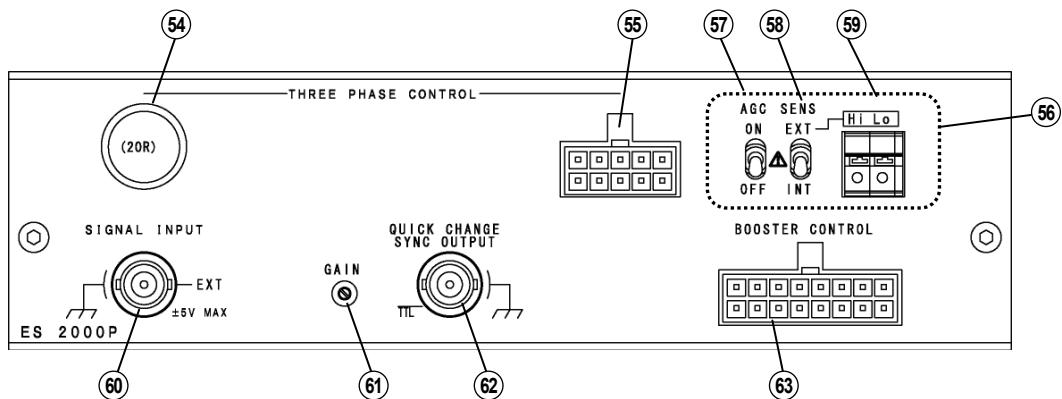 54 55 57 58 59
THREE PHASE CONTROL
AGC SENS
ON EXT
Hi Lo
56
(20R)
OFF INT
SIGNAL INPUT
QUICK CHANGE
SYNC OUTPUT
BOOSTER CONTROL
GAIN
EXT
±5V MAX
TTL
ES 2000P
60 61 62 63